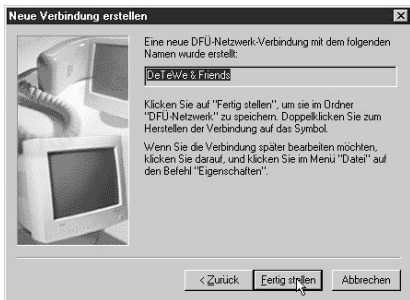 Neue Verbindung erstellen
Eine neue DFÜ-Netzwerk-Verbindung mit dem folgenden
Namen wurde erstellt:
DeTeWe & Friends
Klicken Sie auf "Fertig stellen", um sie im Ordner
"DFÜ-Netzwerk" zu speichern. Doppelklicken Sie zum
Herstellen der Verbindung auf das Symbol.
Wenn Sie die Verbindung später bearbeiten möchten,
klicken Sie darauf, und klicken Sie im Menü "Datei" auf
den Befehl "Eigenschaften".
< Zurück Fertig stellen Abbrechen